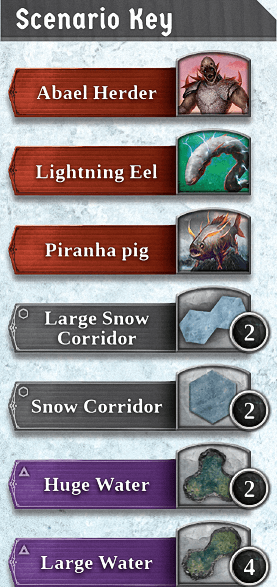 Scenario Key
Abael Herder
Lightning Eel
Piranha pig
Large Snow
Corridor
2
Snow Corridor
2
Huge Water
2
Large Water
4